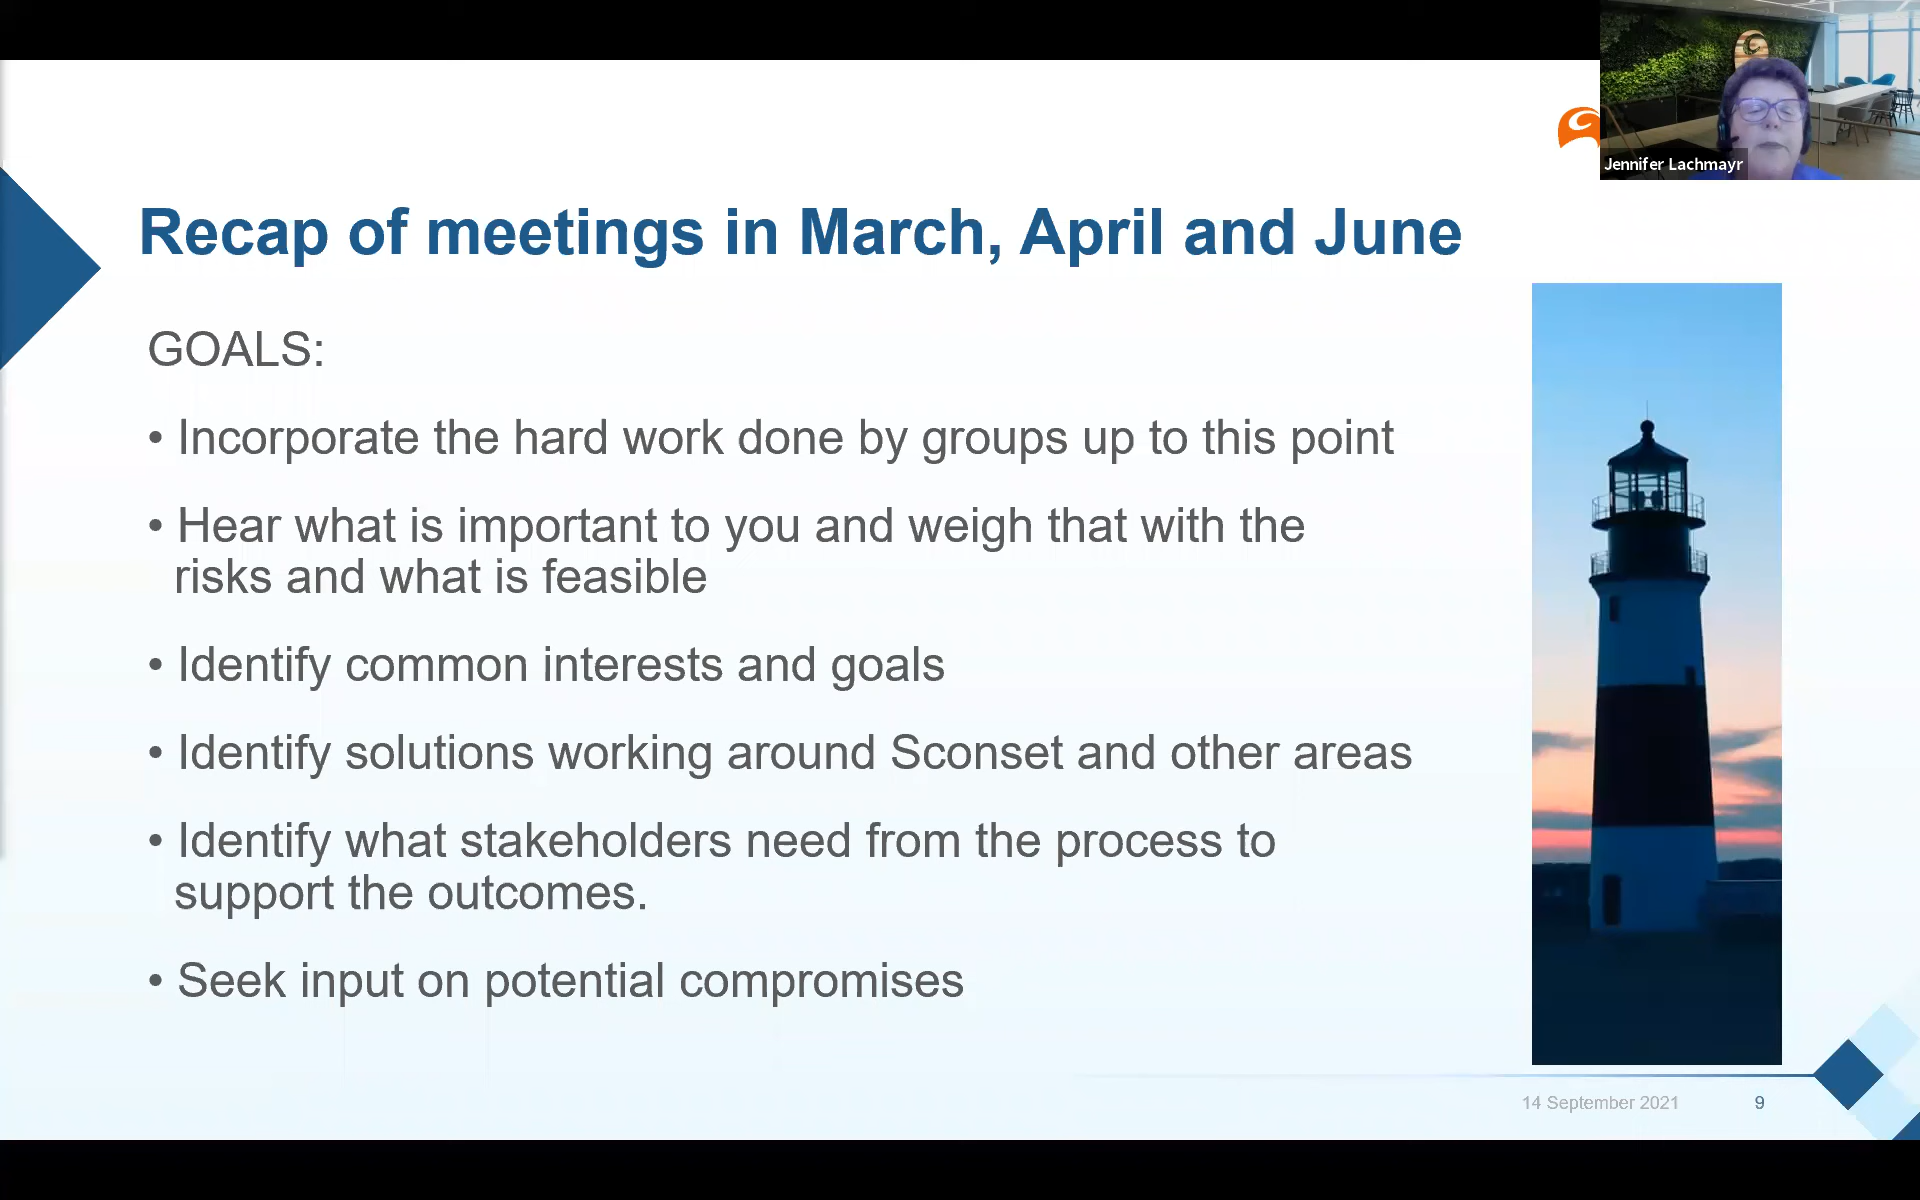 Jennifer Lachmayr
Recap of meetings in March, April and June
GOALS:
• Incorporate the hard work done by groups up to this point
• Hear what is important to you and weigh that with the
risks and what is feasible
• Identify common interests and goals
• Identify solutions working around Sconset and other areas
• Identify what stakeholders need from the process to
support the outcomes.
• Seek input on potential compromises
14 September 2021
9